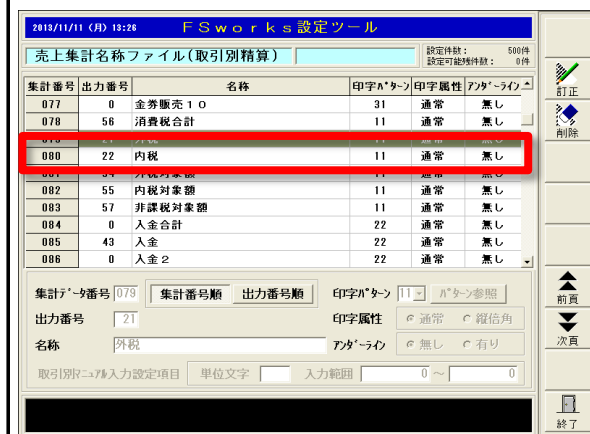 2013/11/11 (月) 13:26 FSworks設定ツール
売上集計名称ファイル(取引別精算) 設定件数: 500件
設定可能残件数: 0件
集計番号 出力番号 名称 印字ﾊﾟﾀｰﾝ 印字属性 ｱﾝﾀﾞｰﾗｲﾝ
077 0 金券販売10 31 通常 無し
078 56 消費税合計 11 通常 無し
080 22 内税 11 通常 無し
082 55 内税対象額 11 通常 無し
083 57 非課税対象額 11 通常 無し
084 0 入金合計 22 通常 無し
085 43 入金 22 通常 無し
086 0 入金2 22 通常 無し
集計ﾃﾞｰﾀ番号 079 集計番号順 出力番号順 印字ﾊﾟﾀｰﾝ 11 ﾊﾟﾀｰﾝ参照
出力番号 21 印字属性 通常 縦倍角
名称 外税 ｱﾝﾀﾞｰﾗｲﾝ 無し 有り
取引別ﾏﾆｭｱﾙ入力設定項目 単位文字 入力範囲 0 ～ 0
訂正
削除
前頁
次頁
終了